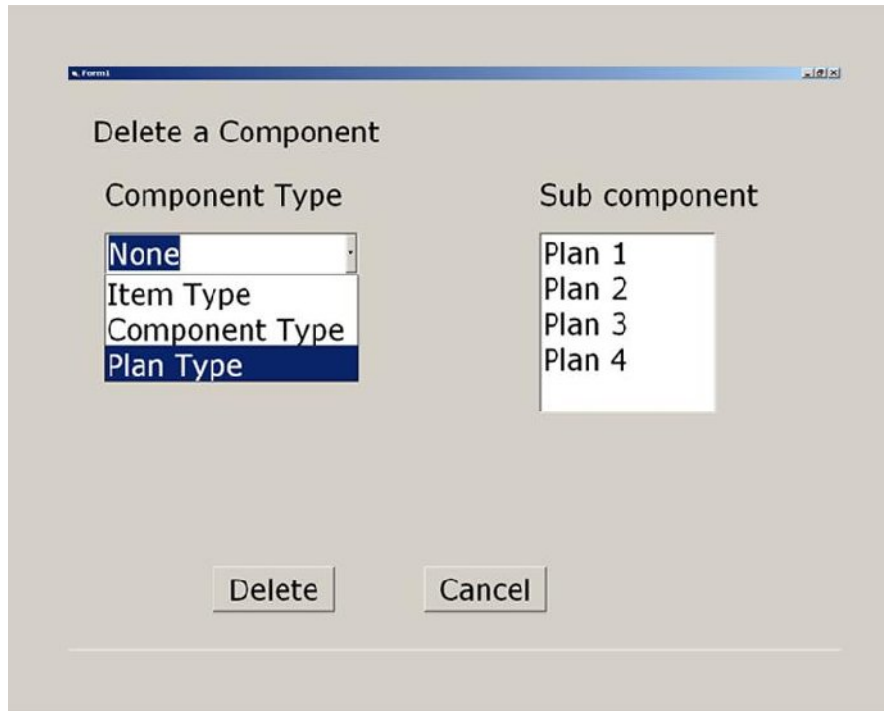 Form1
Delete a Component
Component Type
Sub component
None
Item Type
Component Type
Plan Type
Plan 1
Plan 2
Plan 3
Plan 4
Delete
Cancel